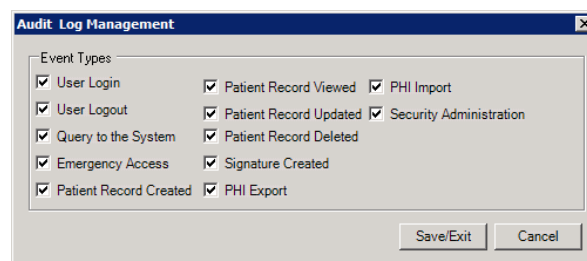 Audit Log Management
Event Types
User Login
User Logout
Query to the System
Emergency Access
Patient Record Created
Patient Record Viewed
Patient Record Updated
Patient Record Deleted
Signature Created
PHI Export
PHI Import
Security Administration
Save/Exit
Cancel